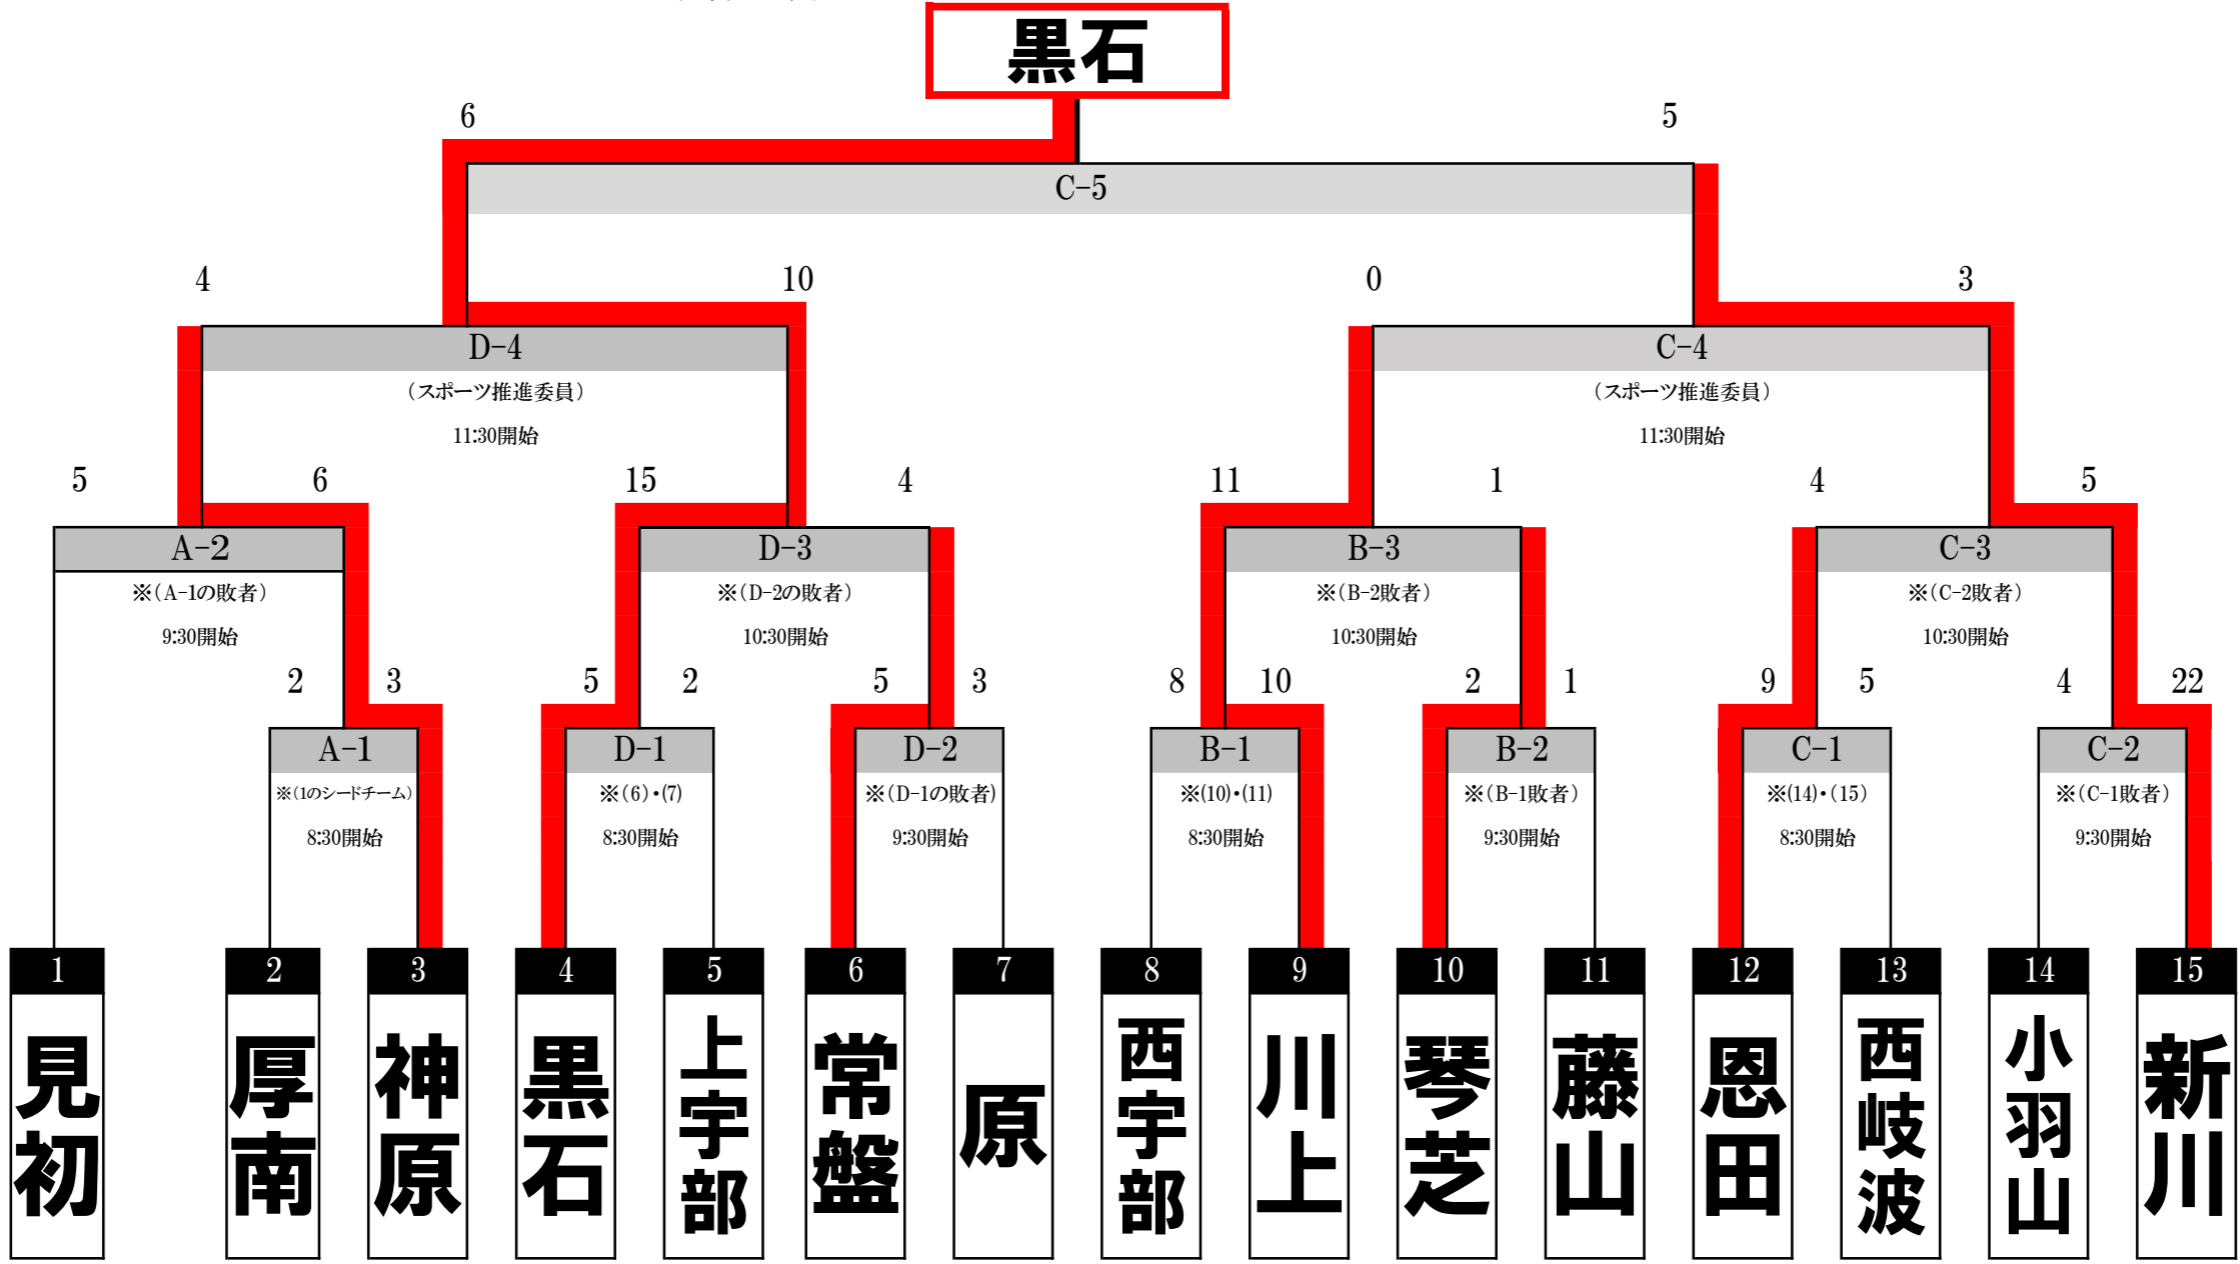 黒石
6 5
C-5
4 10 0 3
D-4 C-4
（スポーツ推進委員） （スポーツ推進委員）
11:30開始 11:30開始
5 6 15 4 11 1 4 5
A-2 D-3 B-3 C-3
※（A-1の敗者） ※（D-2の敗者） ※（B-2敗者） ※（C-2敗者）
9:30開始 10:30開始 10:30開始 10:30開始
2 3 5 2 5 3 8 10 2 1 9 5 4 22
A-1 D-1 D-2 B-1 B-2 C-1 C-2
※（1のシードチーム） ※（6）・（7） ※（D-1の敗者） ※（10）・（11） ※（B-1敗者） ※（14）・（15） ※（C-1敗者）
8:30開始 8:30開始 9:30開始 8:30開始 9:30開始 8:30開始 9:30開始
1 2 3 4 5 6 7 8 9 10 11 12 13 14 15
見初
厚南
神原
黒石
上宇部
常盤
原
西宇部
川上
琴芝
藤山
恩田
西岐波
小羽山
新川